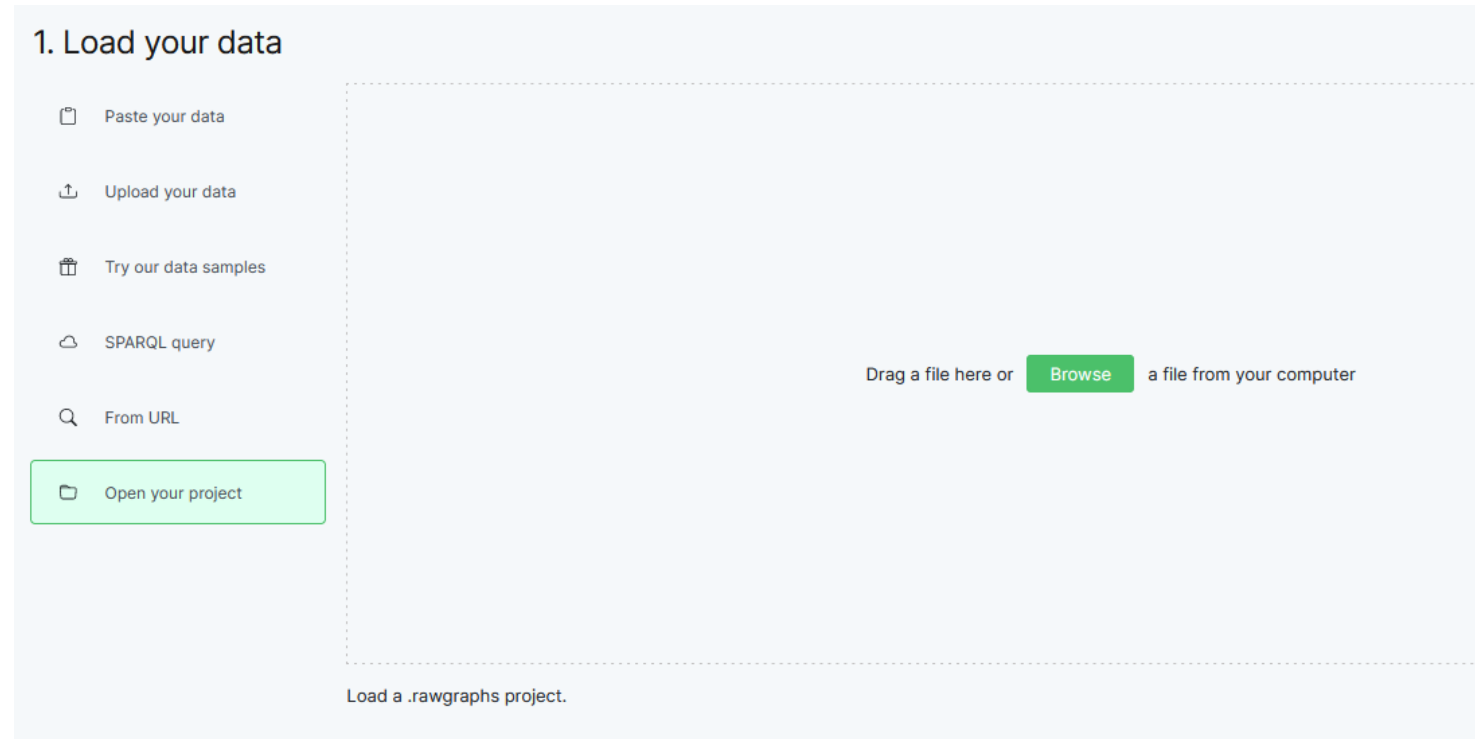 1. Load your data
Paste your data
Upload your data
Try our data samples
SPARQL query
From URL
Open your project
Drag a file here or Browse a file from your computer
Load a .rawgraphs project.